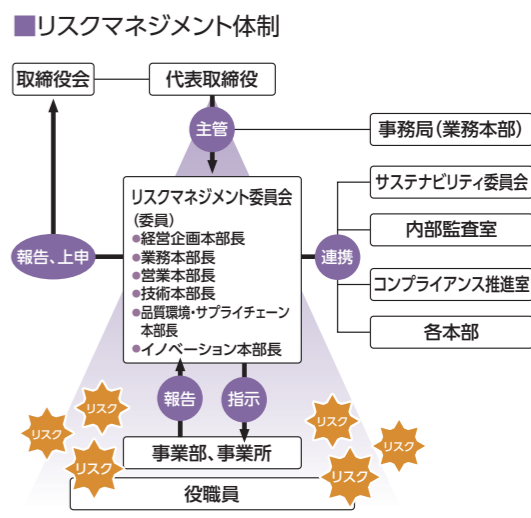 ■リスクマネジメント体制
取締役会
代表取締役
主管
事務局(業務本部)
リスクマネジメント委員会
(委員)
●経営企画本部長
●業務本部長
●営業本部長
●技術本部長
●品質環境・サプライチェーン
本部長
●イノベーション本部長
報告、上申
連携
サステナビリティ委員会
内部監査室
コンプライアンス推進室
各本部
報告
指示
リスク
リスク
リスク
リスク
リスク
リスク
事業部、事業所
役職員